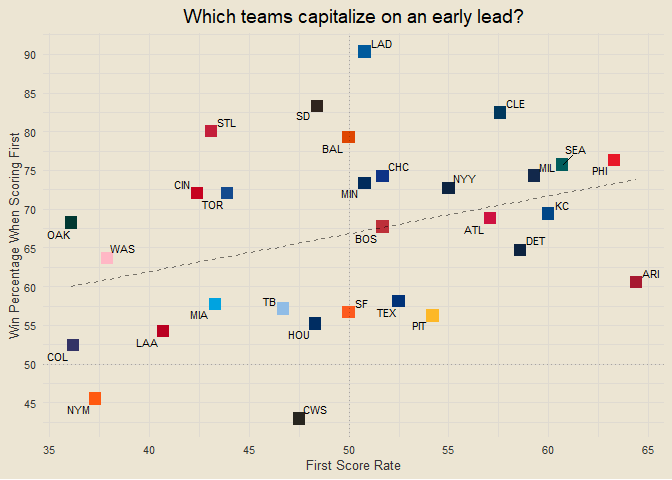 Which teams capitalize on an early lead?
Win Percentage When Scoring First
90
85
80
75
70
65
60
55
50
45
LAD
CLE
SD
STL
BAL
SEA
CHC
MIL
PHI
CIN
TOR
MIN
NYY
KC
OAK
ATL
BOS
DET
WAS
ARI
MIA
TB
SF
TEX
PIT
HOU
LAA
COL
NYM
CWS
35
40
45
50
55
60
65
First Score Rate